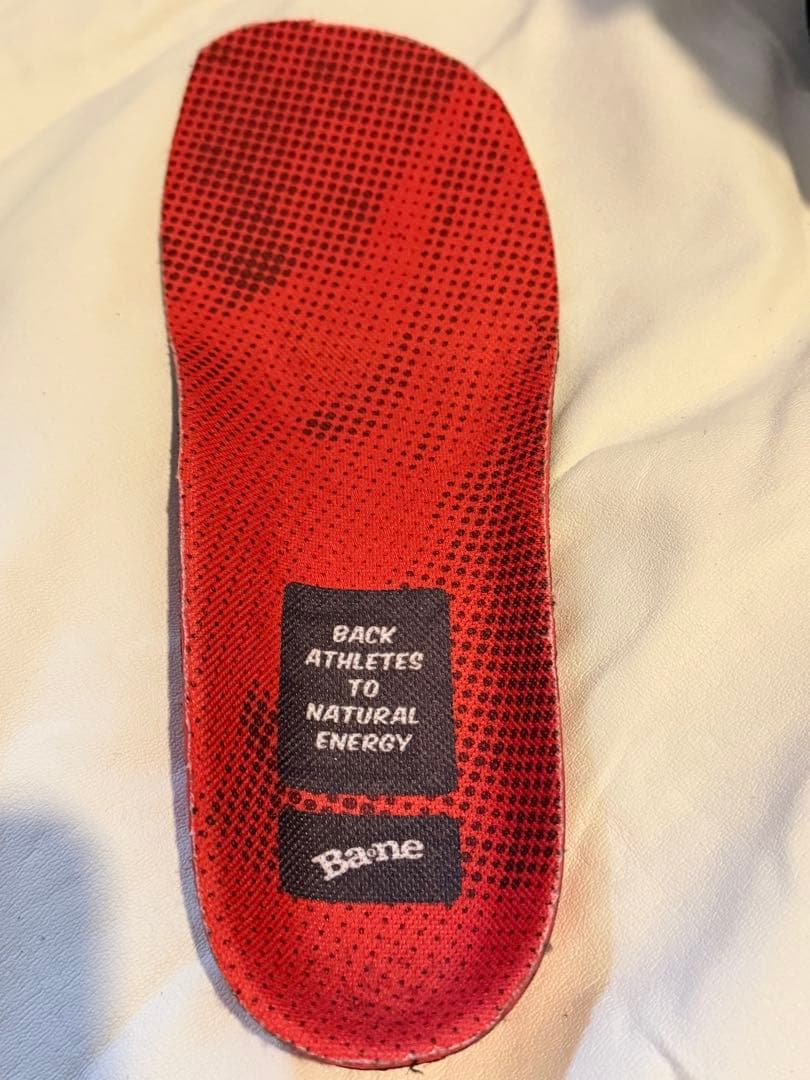 BACK
ATHLETES
TO
NATURAL
ENERGY
Ba·ne